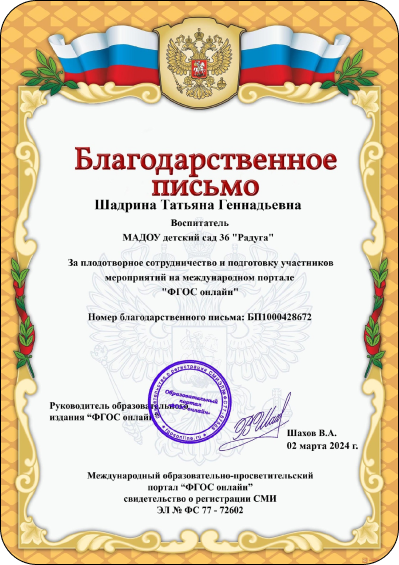 Благодарственное
письмо
Шадрина Татьяна Геннадьевна
Воспитатель
МАДОУ детский сад 36 "Радуга"
За плодотворное сотрудничество и подготовку участников
мероприятий на международном портале
"ФГОС онлайн"
Номер благодарственного письма: БП1000428672
Образовательный
портал
Руководитель образовательного
издания “ФГОС онлайн
Шахов В.А.
02 марта 2024 г.
Международный образовательно-просветительский
портал “ФГОС онлайн”
свидетельство о регистрации СМИ
ЭЛ № ФС 77 - 72602